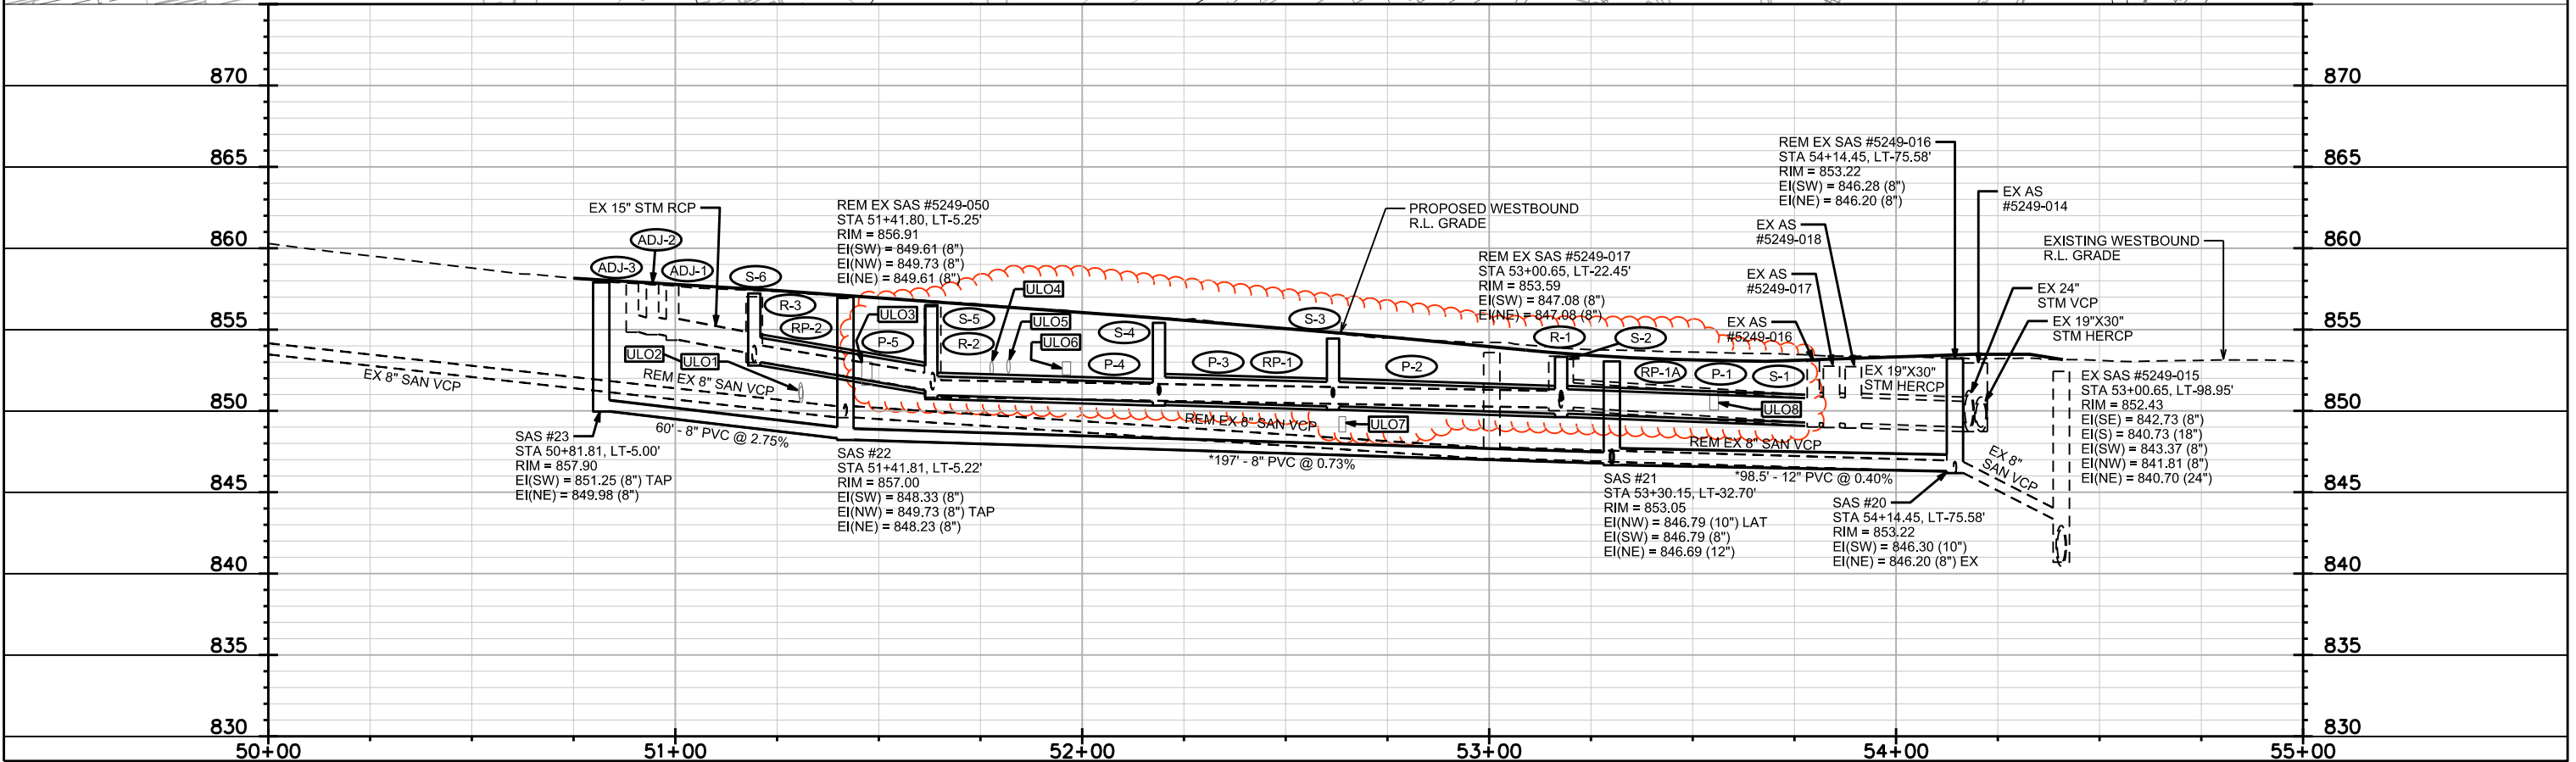 870
865
860
855
850
845
840
835
830
870
865
860
855
850
845
840
835
830
50+00
51+00
52+00
53+00
54+00
55+00
EX 15" STM RCP
ADJ-3
ADJ-2
ADJ-1
S-6
R-3
RP-2
REM EX SAS #5249-050
STA 51+41.80, LT-5.25'
RIM = 856.91
EI(SW) = 849.61 (8")
EI(NW) = 849.73 (8")
EI(NE) = 849.61 (8")
ULO3
P-5
S-5
R-2
ULO4
ULO5
ULO6
S-4
P-4
P-3
RP-1
S-3
PROPOSED WESTBOUND
R.L. GRADE
P-2
REM EX SAS #5249-017
STA 53+00.65, LT-22.45'
RIM = 853.59
EI(SW) = 847.08 (8")
EI(NE) = 847.08 (8")
R-1
S-2
RP-1A
P-1
S-1
EX AS
#5249-016
EX AS
#5249-017
EX AS
#5249-018
REM EX SAS #5249-016
STA 54+14.45, LT-75.58'
RIM = 853.22
EI(SW) = 846.28 (8")
EI(NE) = 846.20 (8")
EX AS
#5249-014
EXISTING WESTBOUND
R.L. GRADE
EX 24"
STM VCP
EX 19"X30"
STM HERCP
EX 19"X30"
STM HERCP
EX SAS #5249-015
STA 53+00.65, LT-98.95'
RIM = 852.43
EI(SE) = 842.73 (8")
EI(S) = 840.73 (18")
EI(SW) = 843.37 (8")
EI(NW) = 841.81 (8")
EI(NE) = 840.70 (24")
ULO2
ULO1
EX 8" SAN VCP
REM EX 8" SAN VCP
60' - 8" PVC @ 2.75%
SAS #23
STA 50+81.81, LT-5.00'
RIM = 857.90
EI(SW) = 851.25 (8") TAP
EI(NE) = 849.98 (8")
SAS #22
STA 51+41.81, LT-5.22'
RIM = 857.00
EI(SW) = 848.33 (8")
EI(NW) = 849.73 (8") TAP
EI(NE) = 848.23 (8")
REM EX 8" SAN VCP
ULO7
*197' - 8" PVC @ 0.73%
ULO8
REM EX 8" SAN VCP
*98.5' - 12" PVC @ 0.40%
SAS #21
STA 53+30.15, LT-32.70'
RIM = 853.05
EI(NW) = 846.79 (10") LAT
EI(SW) = 846.79 (8")
EI(NE) = 846.69 (12")
SAS #20
STA 54+14.45, LT-75.58'
RIM = 853.22
EI(SW) = 846.30 (10")
EI(NE) = 846.20 (8") EX
EX 8"
SAN VCP